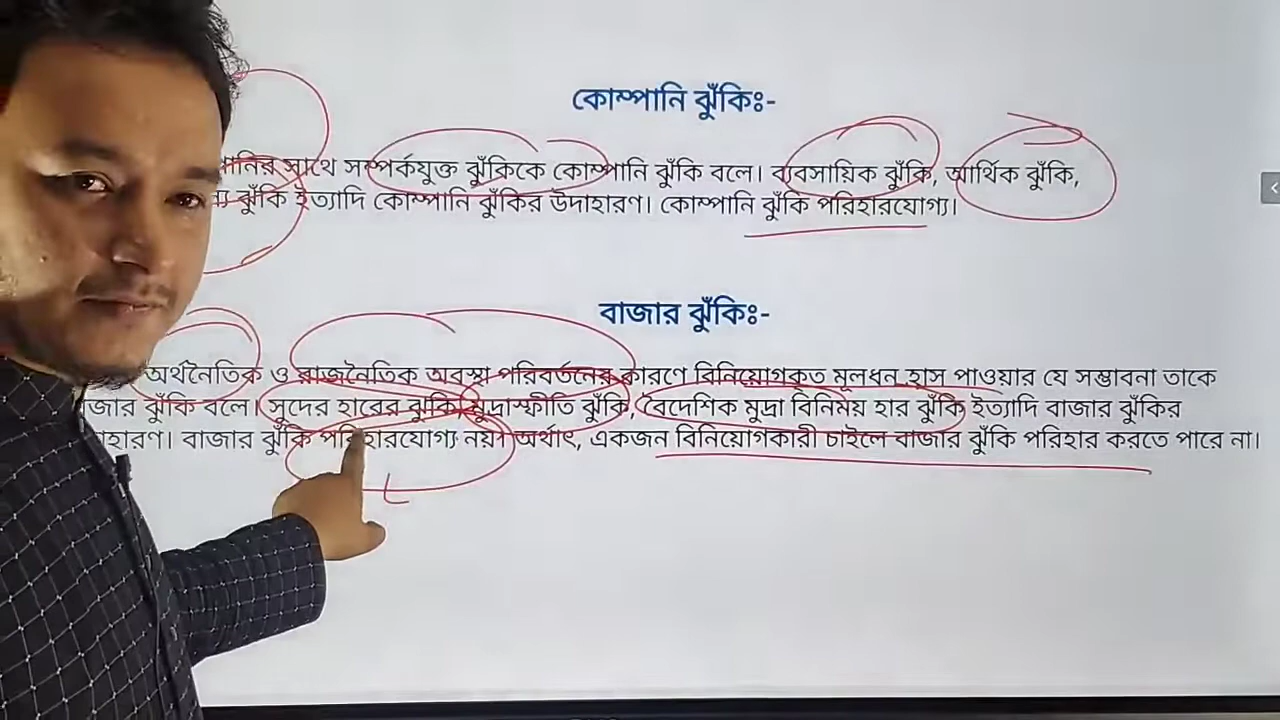 কোম্পানি ঝুঁকিঃ-
সাথে সম্পর্কযুক্ত ঝুঁকিকে কোম্পানি ঝুঁকি বলে। ব্যবসায়িক ঝুঁকি, আর্থিক ঝুঁকি,
ঝুঁকি ইত্যাদি কোম্পানি ঝুঁকির উদাহারণ। কোম্পানি ঝুঁকি পরিহারযোগ্য।
বাজার ঝুঁকিঃ-
অর্থনৈতিক ও রাজনৈতিক অবস্থা পরিবর্তনের কারণে বিনিয়োগকৃত মূলধন হ্রাস পাওয়ার যে সম্ভাবনা তাকে
ঝুঁকি বলে। সুদের হারের ঝুঁকি, মুদ্রাস্ফীতি ঝুঁকি, বৈদেশিক মুদ্রা বিনিময় হার ঝুঁকি ইত্যাদি বাজার ঝুঁকির
বাজার ঝুঁকি পরিহারযোগ্য নয়। অর্থাৎ, একজন বিনিয়োগকারী চাইলে বাজার ঝুঁকি পরিহার করতে পারে না।